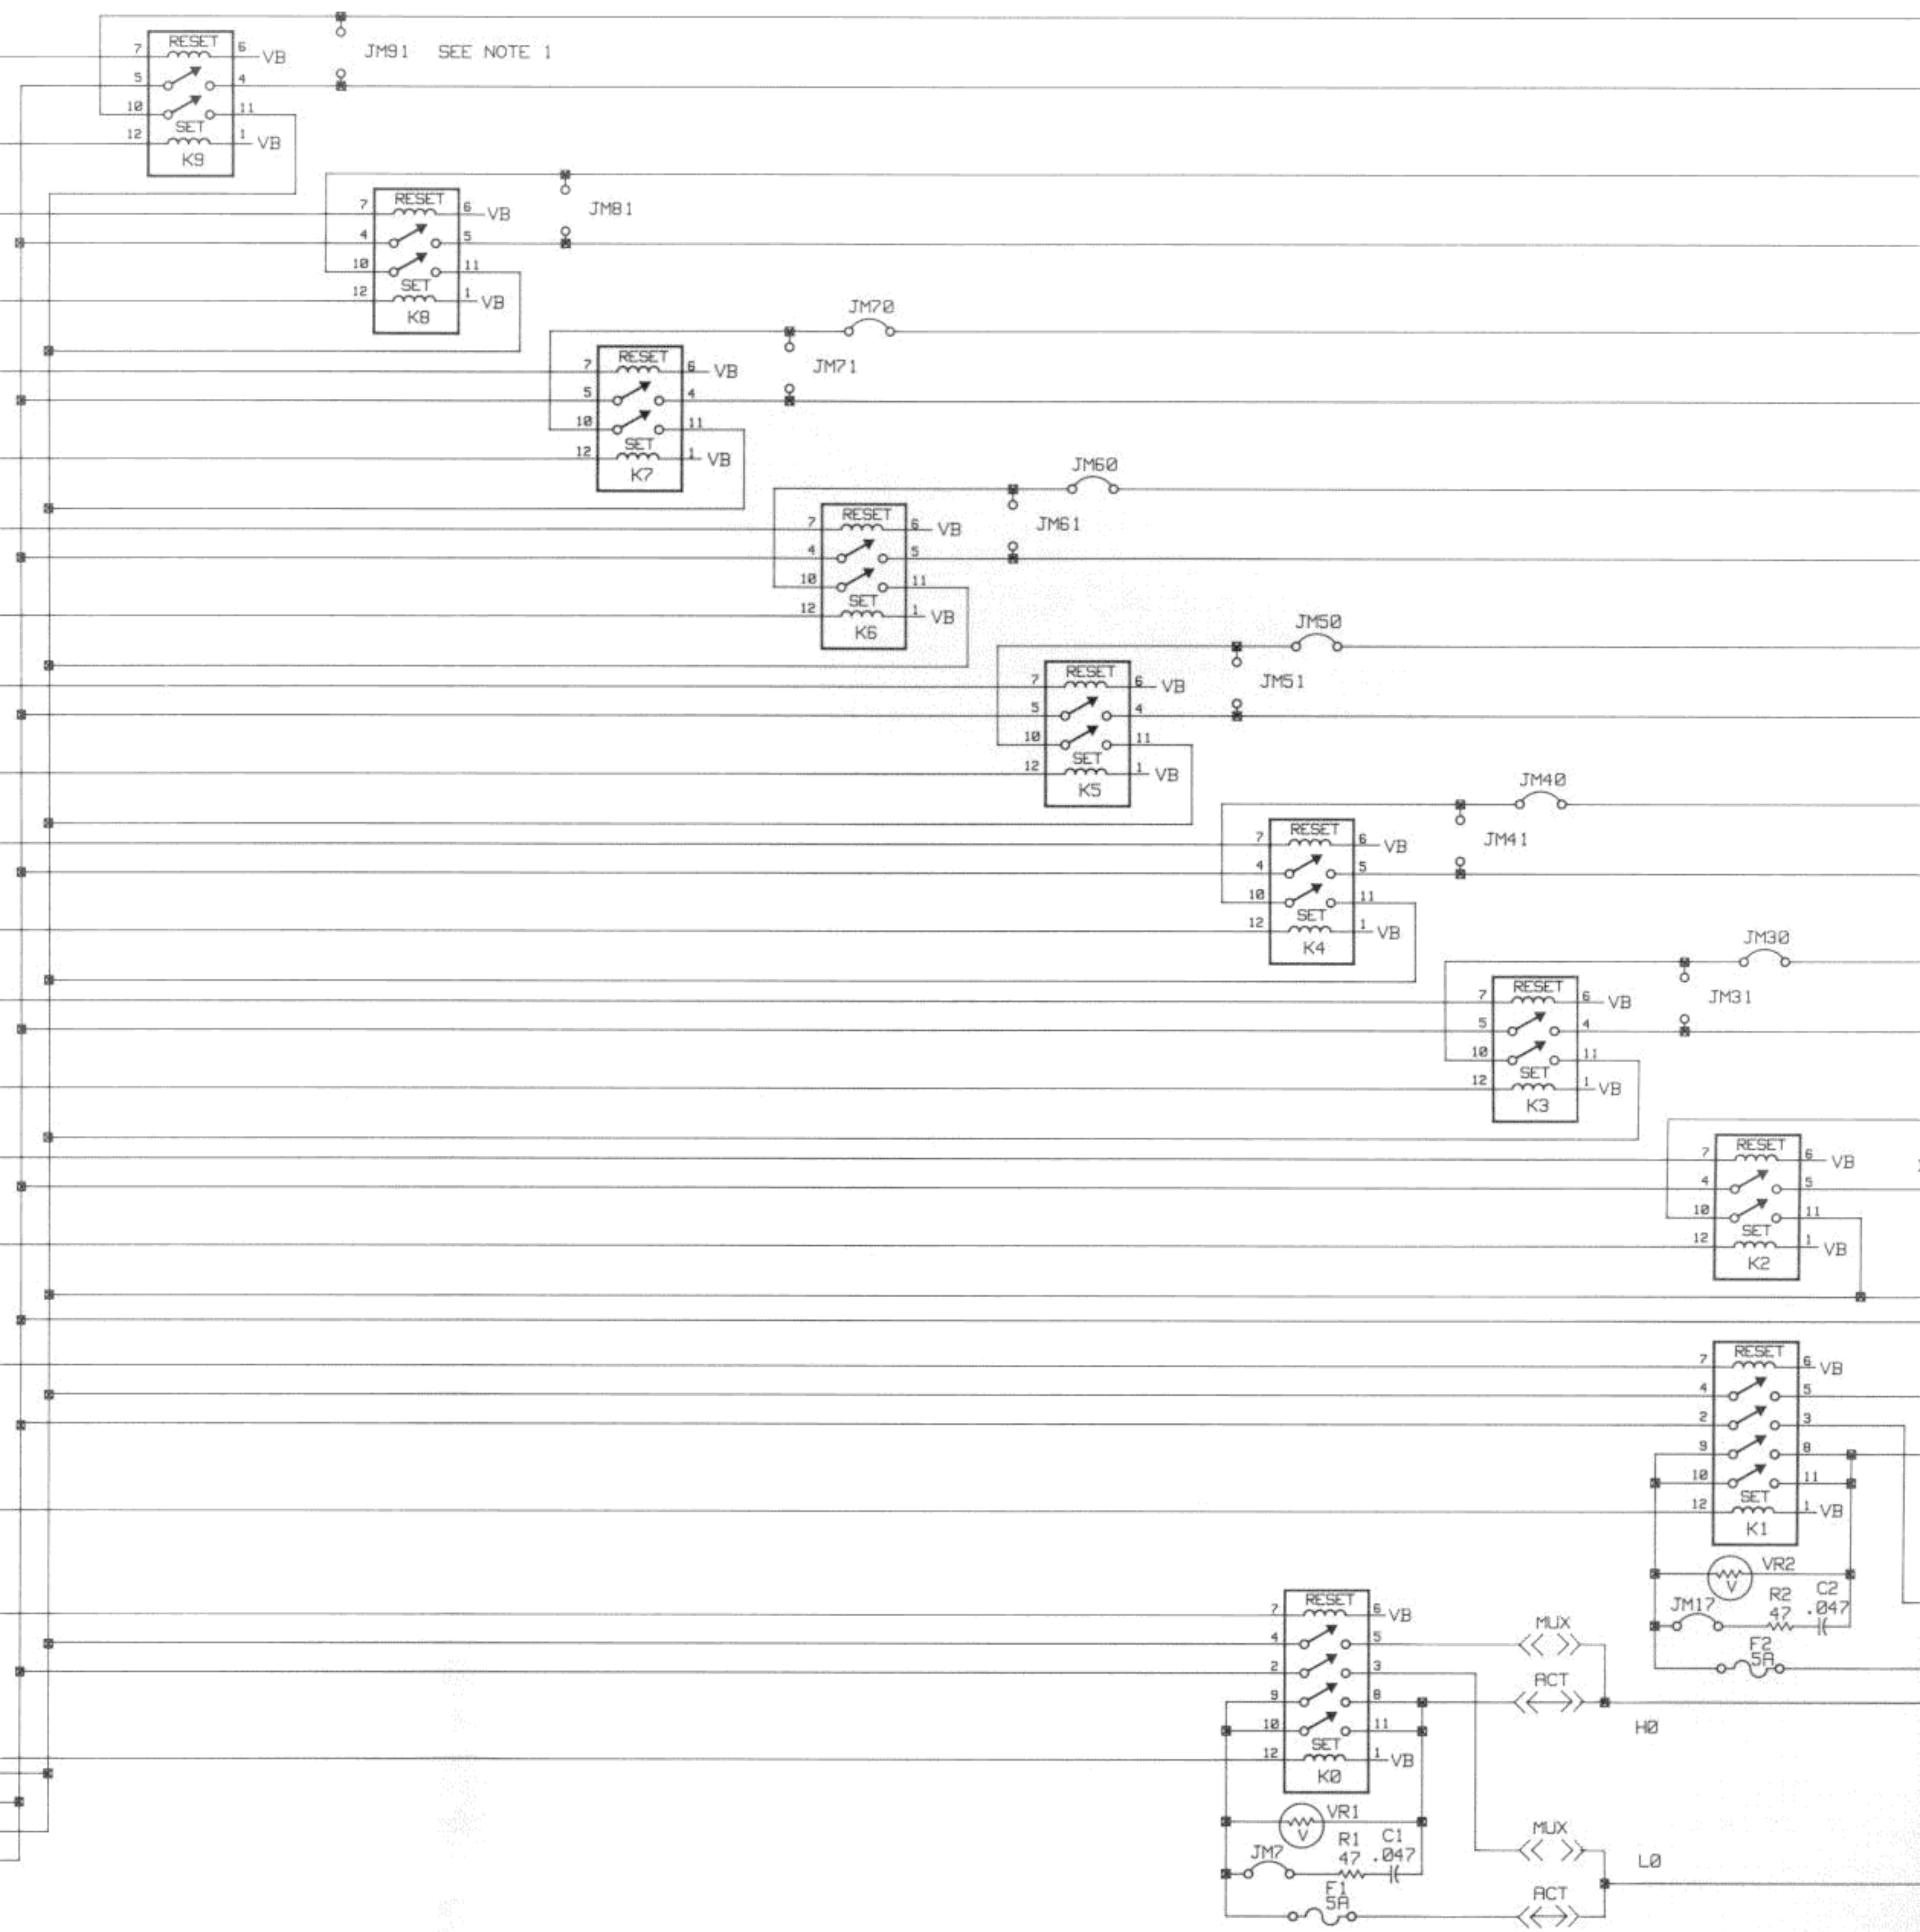 RESET
7 6 VB
JM91 SEE NOTE 1
5 4
10 11
SET
12 1 VB
K9
RESET
7 6 VB
JM81
4 5
10 11
SET
12 1 VB
K8
JM70
RESET
7 6 VB
JM71
5 4
10 11
SET
12 1 VB
K7
JM60
RESET
7 6 VB
JM61
4 5
10 11
SET
12 1 VB
K6
JM50
RESET
7 6 VB
JM51
5 4
10 11
SET
12 1 VB
K5
JM40
RESET
7 6 VB
JM41
4 5
10 11
SET
12 1 VB
K4
JM30
RESET
7 6 VB
JM31
5 4
10 11
SET
12 1 VB
K3
RESET
7 6 VB
4 5
10 11
SET
12 1 VB
K2
RESET
7 6 VB
4 5
2 3
9 8
10 11
SET
12 1 VB
K1
VR2
V
JM17 R2 C2
47 .047
F2
5A
RESET
7 6 VB
4 5 MUX
2 3
9 8 ACT
10 11 H0
SET
12 1 VB
K0
VR1
V
JM7 R1 C1
47 .047
F1
5A
MUX
L0
ACT